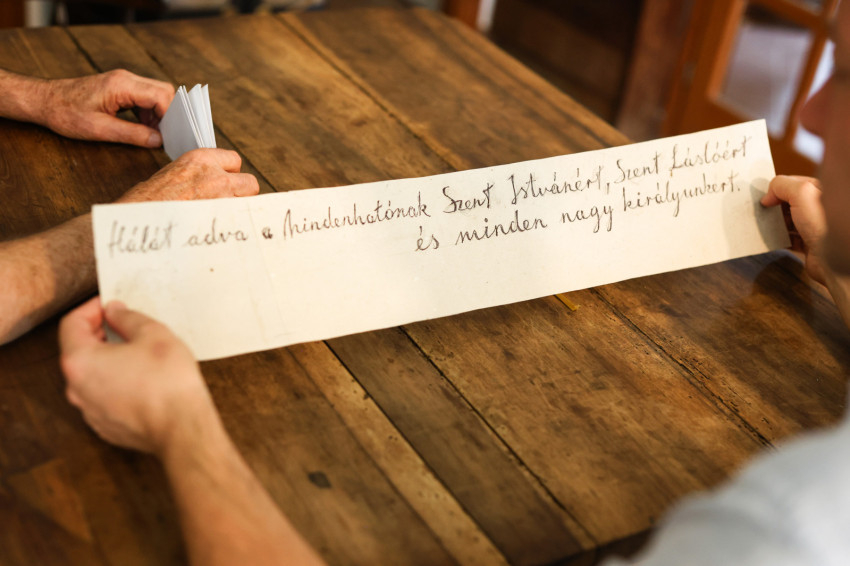 Hálát adva a Mindenhatónak Szent Istvánért, Szent Lászlóért
és minden nagy királyunkért.